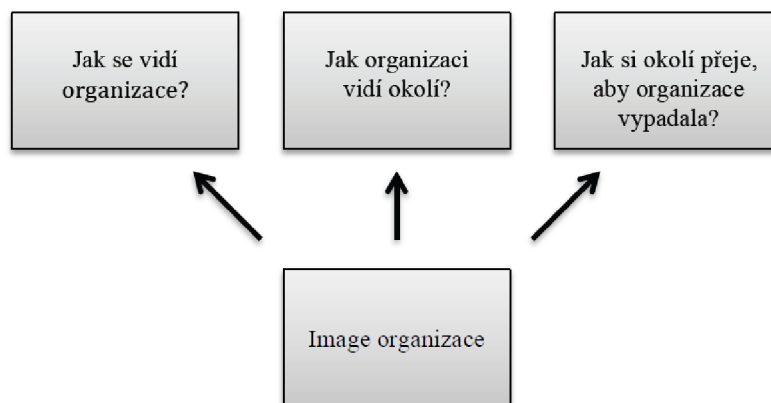 Jak se vidí
organizace?
Jak organizaci
vidí okolí?
Jak si okolí přeje,
aby organizace
vypadala?
Image organizace